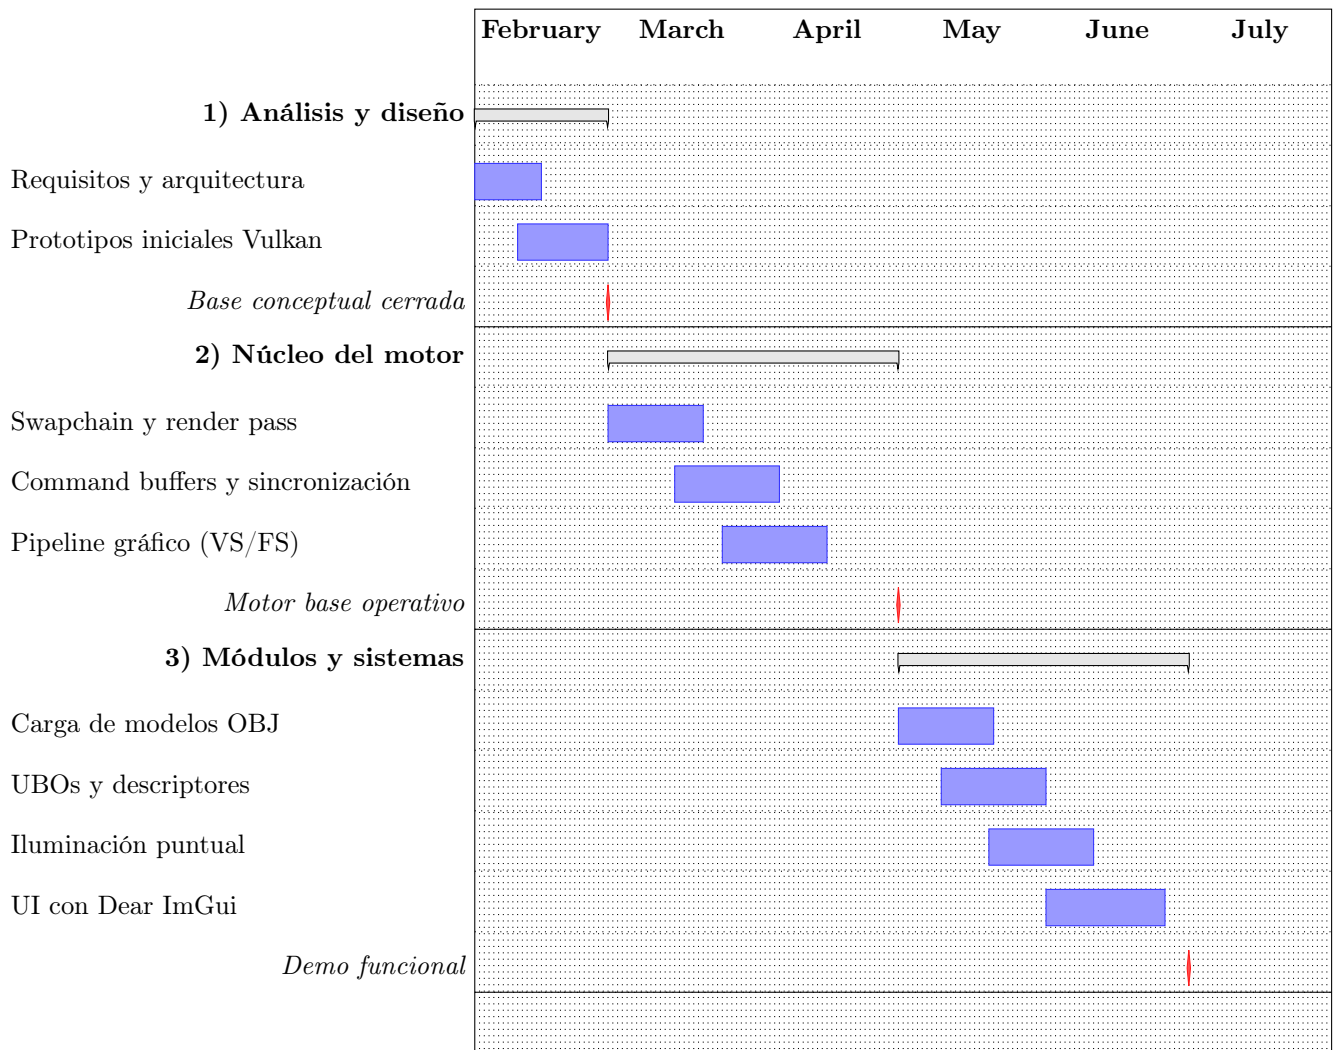 February March April May June July
1) Análisis y diseño
Requisitos y arquitectura
Prototipos iniciales Vulkan
Base conceptual cerrada
2) Núcleo del motor
Swapchain y render pass
Command buffers y sincronización
Pipeline gráfico (VS/FS)
Motor base operativo
3) Módulos y sistemas
Carga de modelos OBJ
UBOs y descriptores
Iluminación puntual
UI con Dear ImGui
Demo funcional